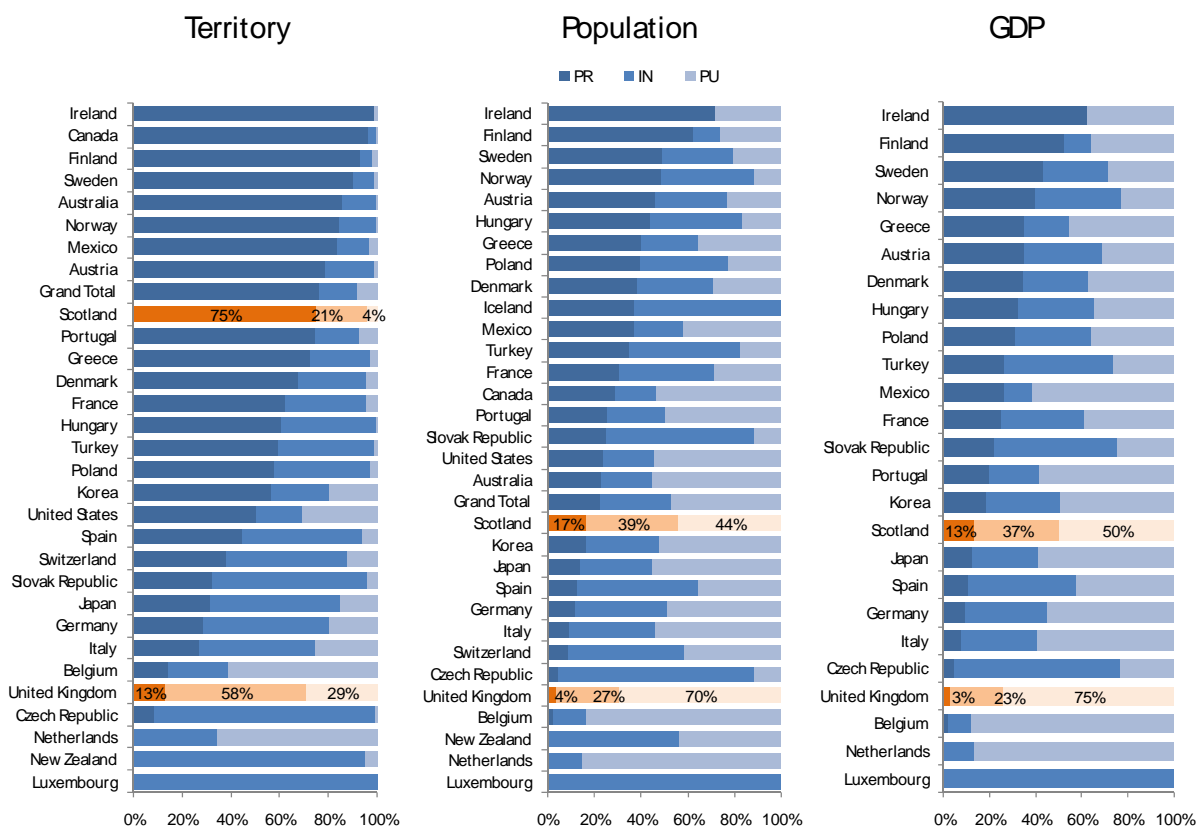 Territory
Population
GDP
PR IN PU
Ireland
Canada
Finland
Sweden
Australia
Norway
Mexico
Austria
Grand Total
Scotland 75% 21% 4%
Portugal
Greece
Denmark
France
Hungary
Turkey
Poland
Korea
United States
Spain
Switzerland
Slovak Republic
Japan
Germany
Italy
Belgium
United Kingdom 13% 58% 29%
Czech Republic
Netherlands
New Zealand
Luxembourg
0% 20% 40% 60% 80% 100%
Ireland
Finland
Sweden
Norway
Austria
Hungary
Greece
Poland
Denmark
Iceland
Mexico
Turkey
France
Canada
Portugal
Slovak Republic
United States
Australia
Grand Total
Scotland 17% 39% 44%
Korea
Japan
Spain
Germany
Italy
Switzerland
Czech Republic
United Kingdom 4% 27% 70%
Belgium
New Zealand
Netherlands
Luxembourg
0% 20% 40% 60% 80% 100%
Ireland
Finland
Sweden
Norway
Greece
Austria
Denmark
Hungary
Poland
Turkey
Mexico
France
Slovak Republic
Portugal
Korea
Scotland 13% 37% 50%
Japan
Spain
Germany
Italy
Czech Republic
United Kingdom 3% 23% 75%
Belgium
Netherlands
Luxembourg
0% 20% 40% 60% 80% 100%